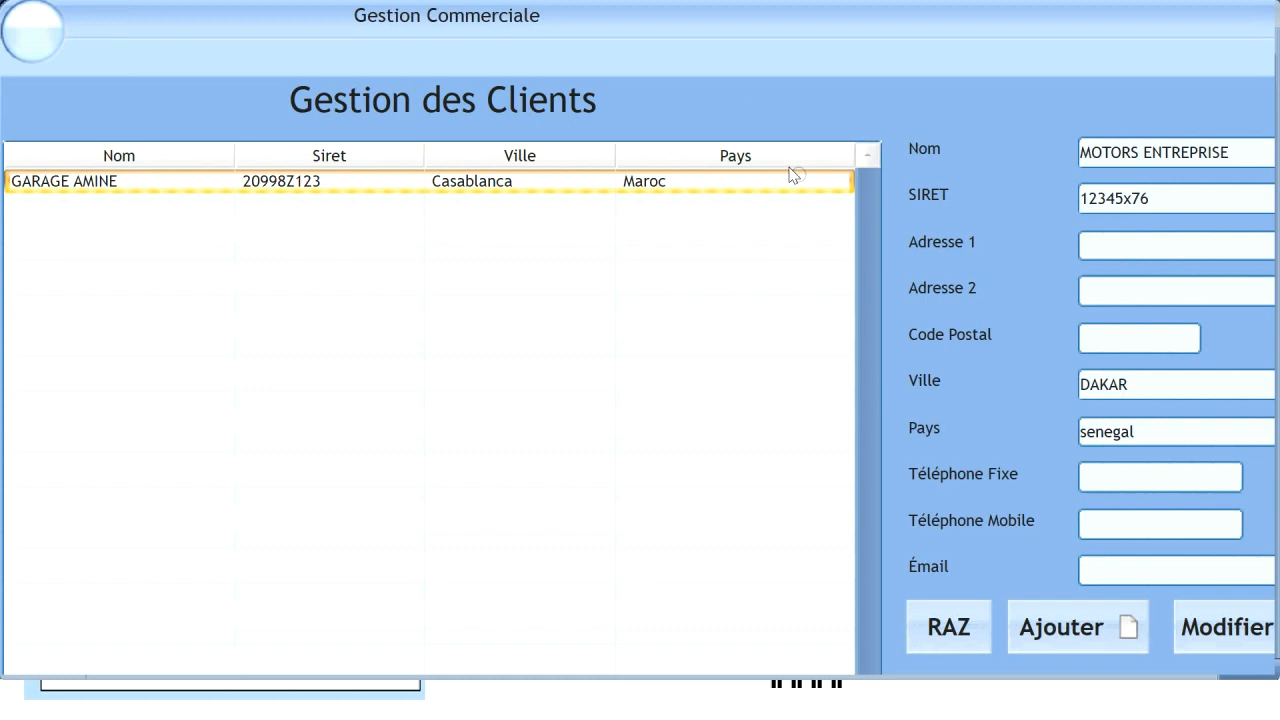 Gestion Commerciale
Gestion des Clients
Nom Siret Ville Pays
GARAGE AMINE 20998Z123 Casablanca Maroc
Nom MOTORS ENTREPRISE
SIRET 12345x76
Adresse 1
Adresse 2
Code Postal
Ville DAKAR
Pays senegal
Téléphone Fixe
Téléphone Mobile
Émail
RAZ Ajouter Modifier